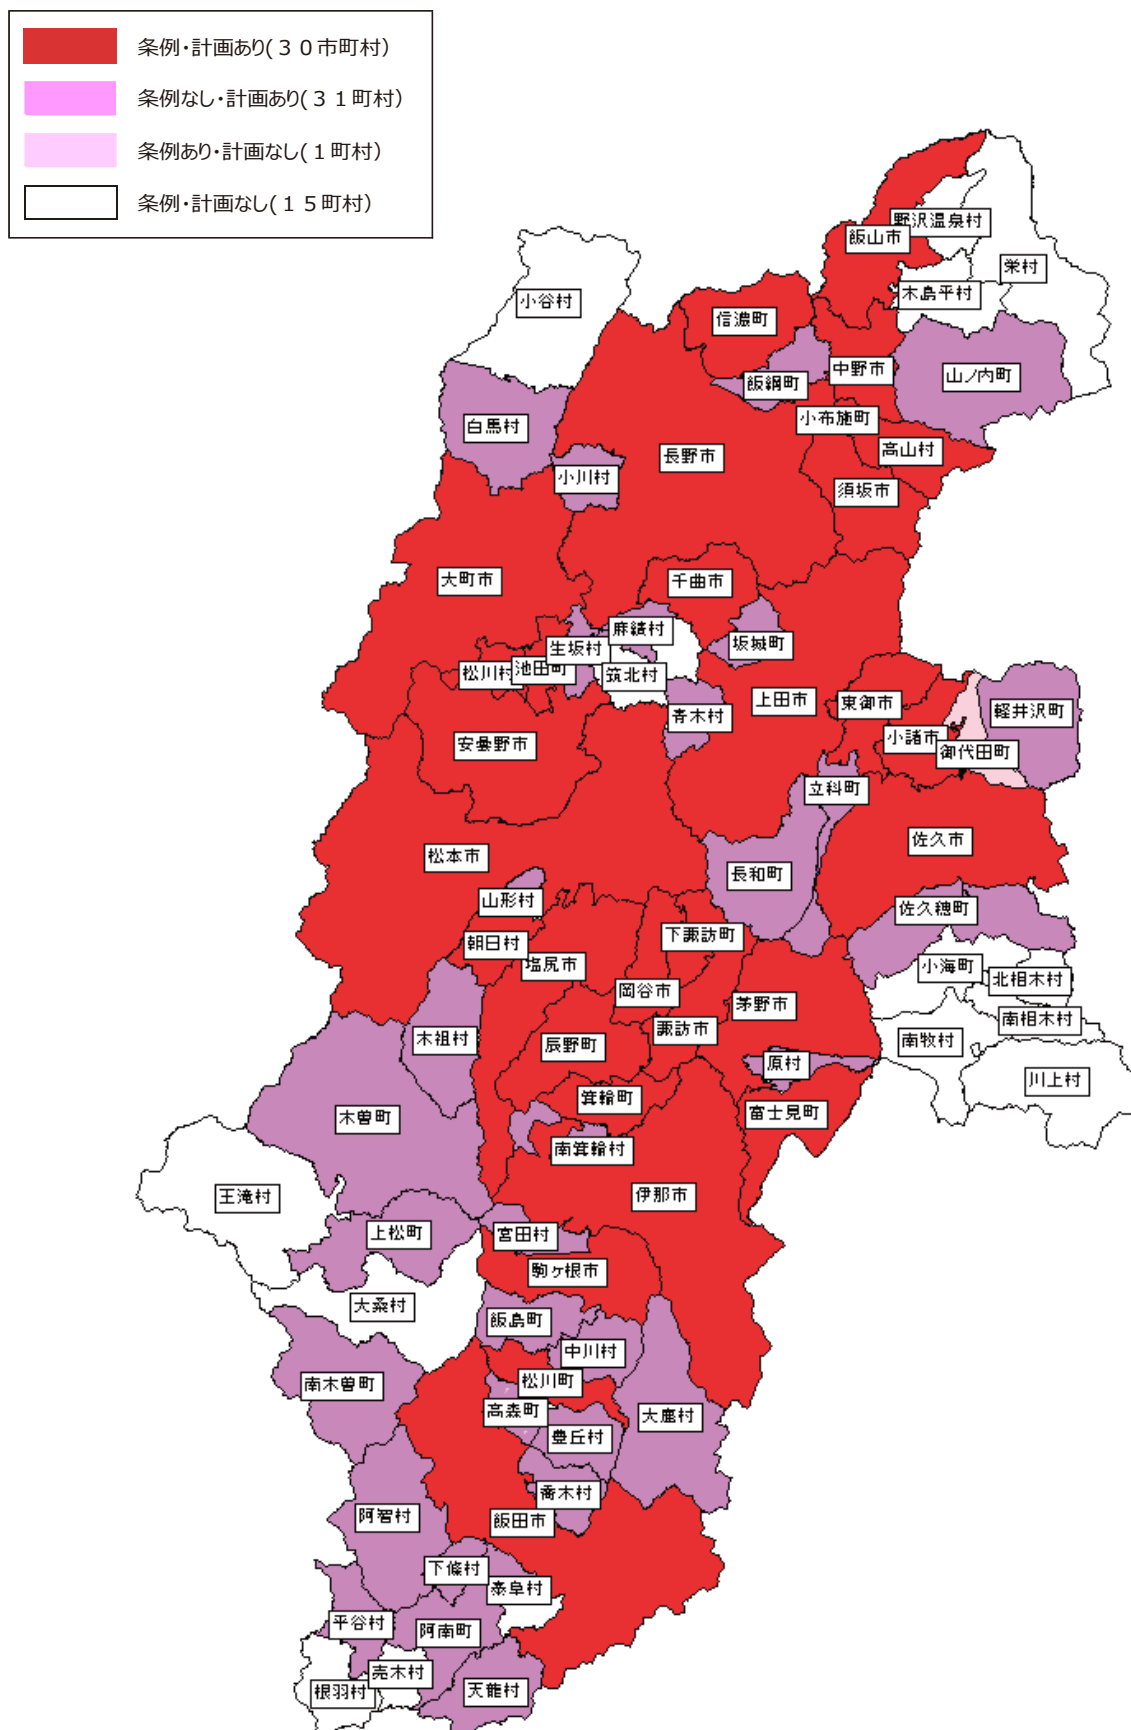 条例・計画あり(３０市町村）
条例なし・計画あり(３１町村）
条例あり・計画なし(１町村）
条例・計画なし(１５町村）
野沢温泉村
飯山市
栄村
木島平村
小谷村
信濃町
中野市
山ノ内町
飯綱町
小布施町
白馬村
高山村
長野市
小川村
須坂市
大町市
千曲市
麻績村
坂城町
生坂村
松川村
池田町
筑北村
上田市
東御市
軽井沢町
青木村
小諸市
安曇野市
御代田町
立科町
佐久市
松本市
長和町
山形村
佐久穂町
下諏訪町
朝日村
塩尻市
小海町
北相木村
岡谷市
茅野市
南相木村
諏訪市
木祖村
辰野町
南牧村
原村
川上村
箕輪町
富士見町
木曽町
南箕輪村
王滝村
伊那市
上松町
宮田村
駒ヶ根市
大桑村
飯島町
中川村
南木曽町
松川町
高森町
大鹿村
豊丘村
喬木村
阿智村
飯田市
下條村
泰阜村
平谷村
阿南町
売木村
根羽村
天龍村